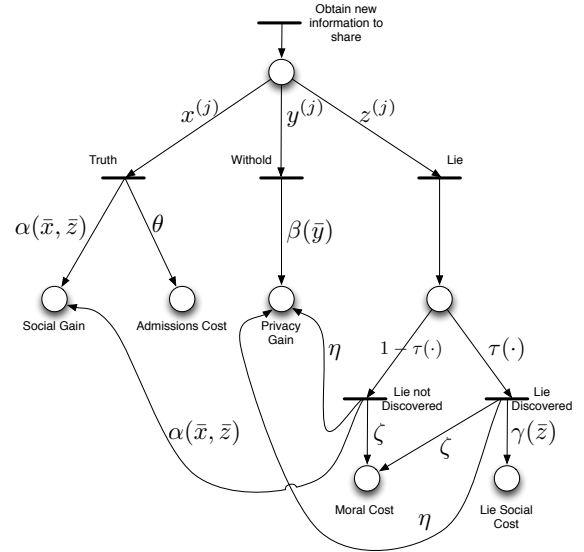 Obtain new
information to
share
x^(j)
y^(j)
z^(j)
Truth
Withold
Lie
α(x̄, z̄)
θ
β(ȳ)
Social Gain
Admissions Cost
Privacy
Gain
η
1 − τ(·)
τ(·)
Lie not
Discovered
Lie
Discovered
α(x̄, z̄)
ζ
ζ
γ(z̄)
Moral Cost
η
Lie Social
Cost